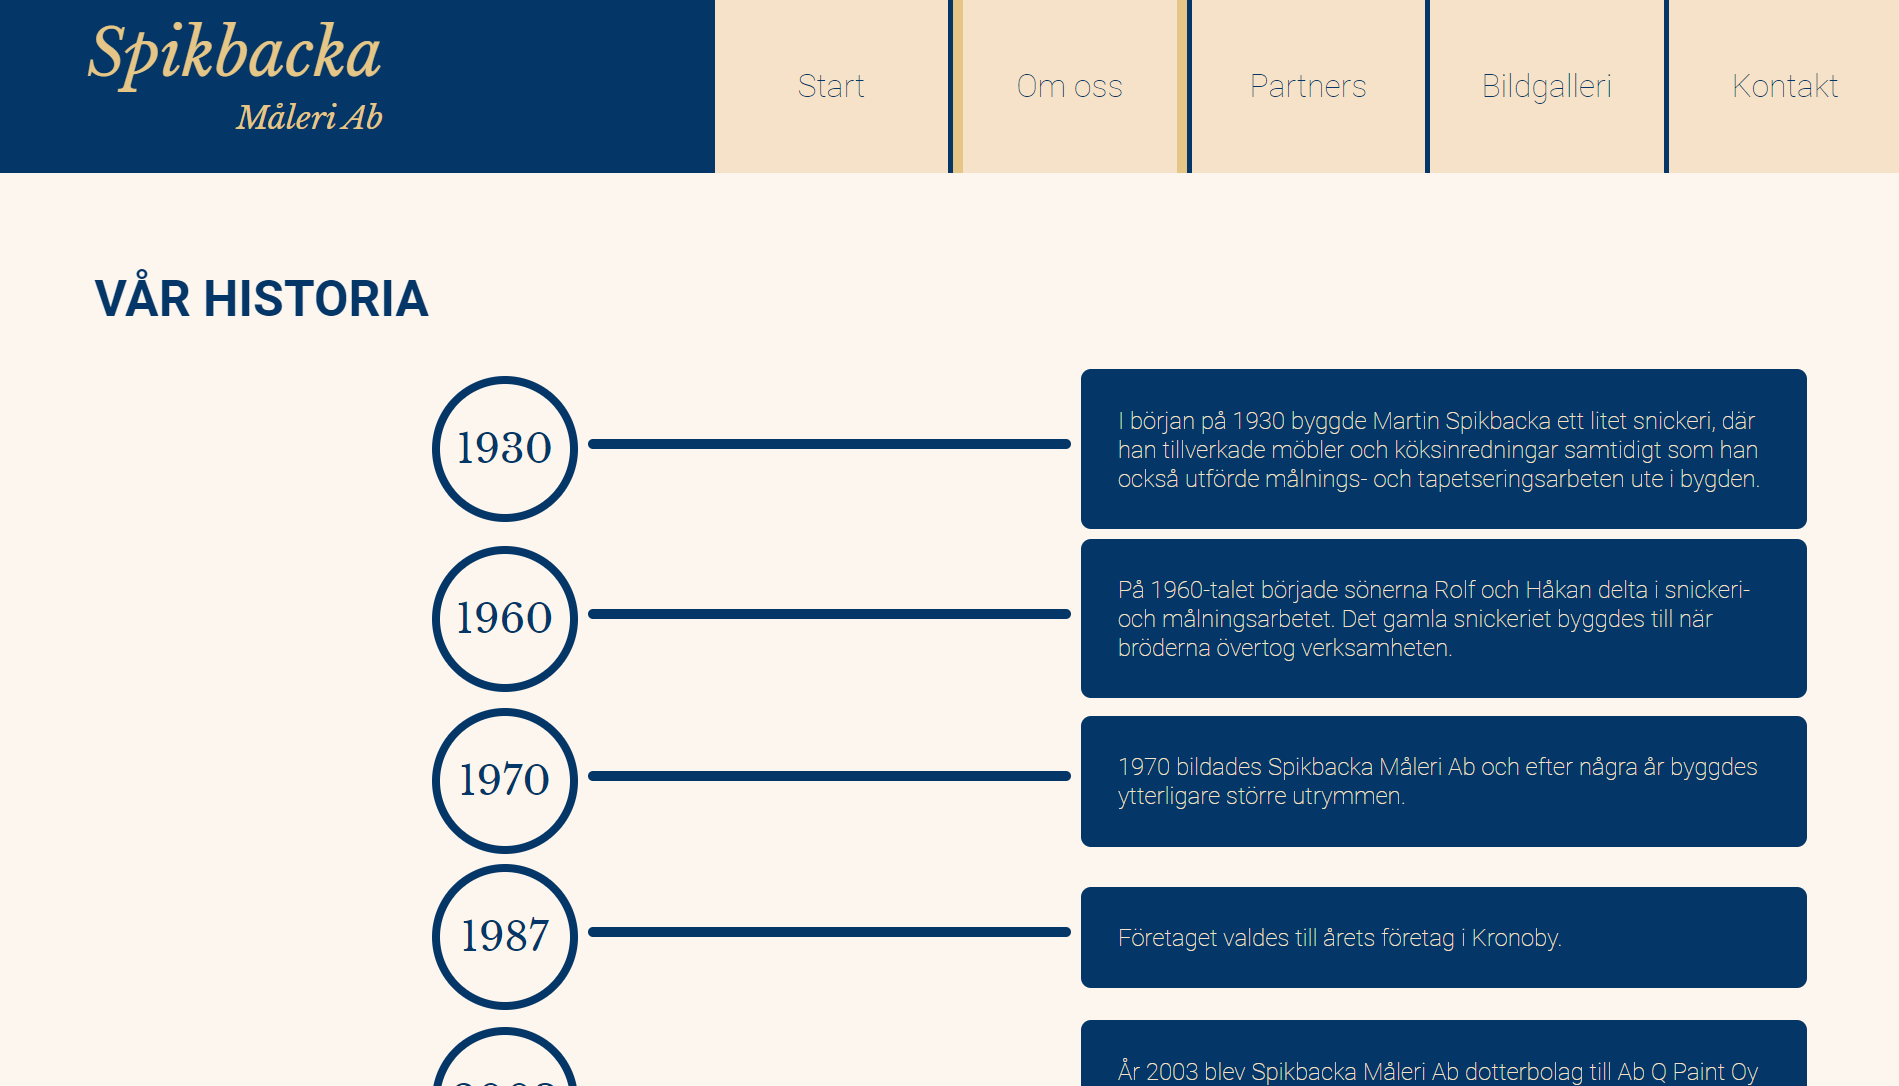 Spikbacka
Måleri Ab
Start
Om oss
Partners
Bildgalleri
Kontakt
VÅR HISTORIA
1930
I början på 1930 byggde Martin Spikbacka ett litet snickeri, där
han tillverkade möbler och köksinredningar samtidigt som han
också utförde målnings- och tapetseringsarbeten ute i bygden.
1960
På 1960-talet började sönerna Rolf och Håkan delta i snickeri-
och målningsarbetet. Det gamla snickeriet byggdes till när
bröderna övertog verksamheten.
1970
1970 bildades Spikbacka Måleri Ab och efter några år byggdes
ytterligare större utrymmen.
1987
Företaget valdes till årets företag i Kronoby.
År 2003 blev Spikbacka Måleri Ab dotterbolag till Ab Q Paint Oy